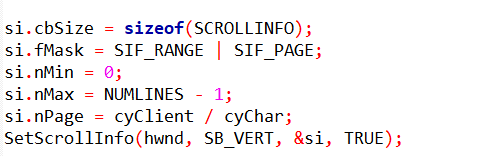 si.cbSize = sizeof(SCROLLINFO);
si.fMask = SIF_RANGE | SIF_PAGE;
si.nMin = 0;
si.nMax = NUMLINES - 1;
si.nPage = cyClient / cyChar;
SetScrollInfo(hwnd, SB_VERT, &si, TRUE);